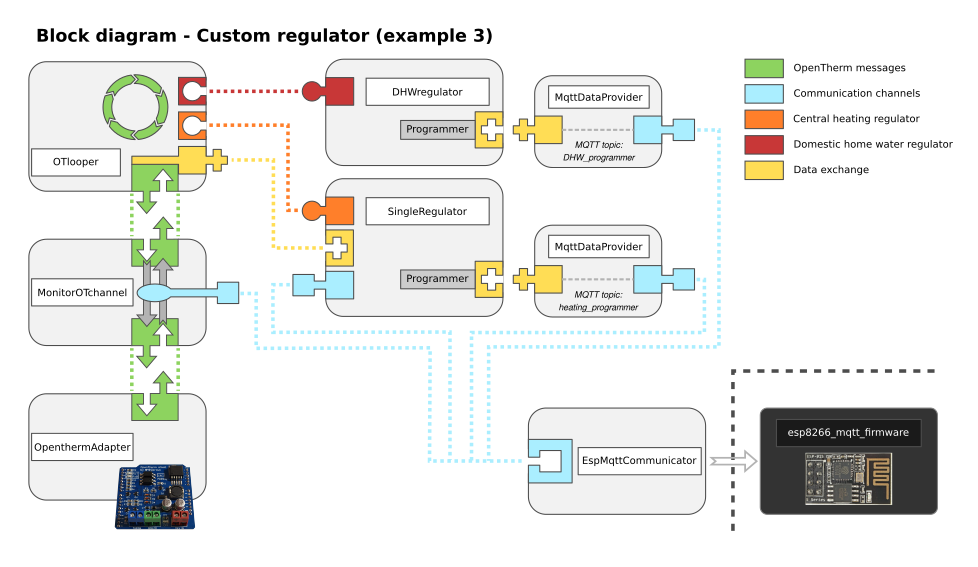 Block diagram - Custom regulator (example 3)
OpenTherm messages
Communication channels
Central heating regulator
Domestic home water regulator
Data exchange
OTlooper
DHWregulator
Programmer
MqttDataProvider
MQTT topic:
DHW_programmer
SingleRegulator
Programmer
MqttDataProvider
MQTT topic:
heating_programmer
MonitorOTchannel
OpenthermAdapter
EspMqttCommunicator
esp8266_mqtt_firmware